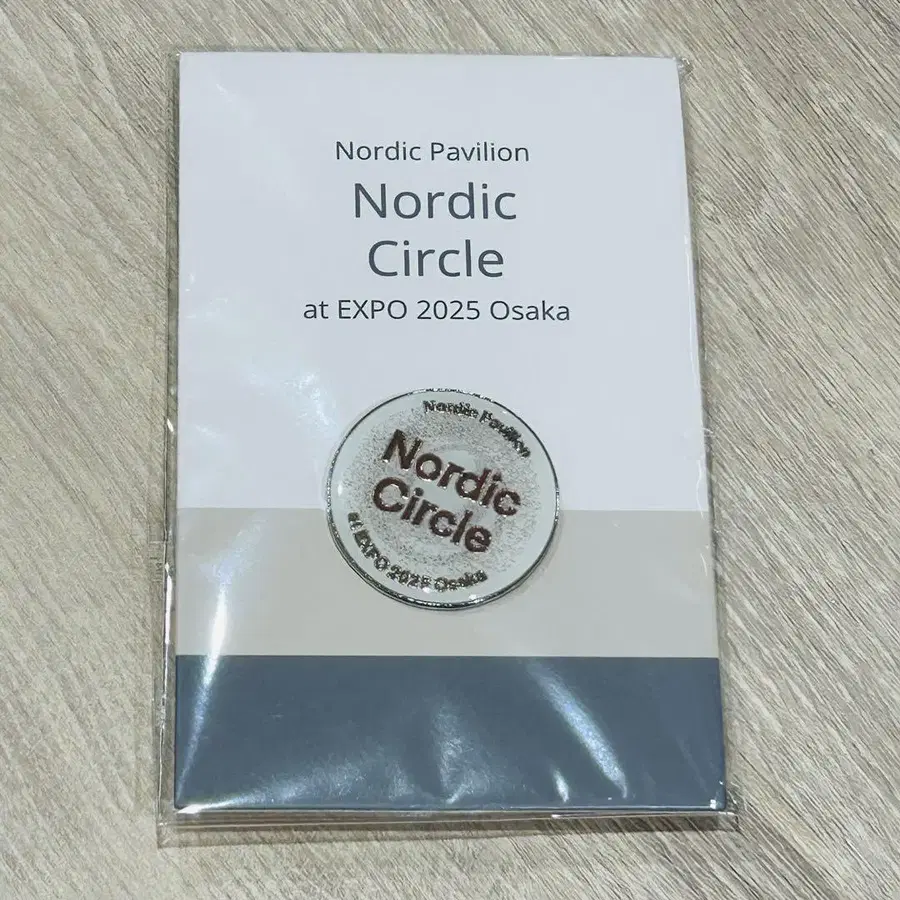 Nordic Pavilion
Nordic
Circle
at EXPO 2025 Osaka
Nordic Pavilion
Nordic
Circle
at EXPO 2025 Osaka